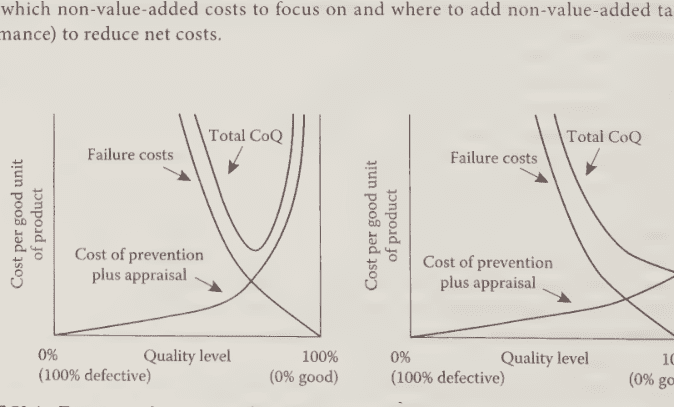 which non-value-added costs to focus on and where to add non-value-added ta
mance) to reduce net costs.
Cost per good unit
of product
Failure costs
Total CoQ
Cost of prevention
plus appraisal
0%
Quality level
100%
(100% defective)
(0% good)
Cost per good unit
of product
Failure costs
Total CoQ
Cost of prevention
plus appraisal
0%
Quality level
10
(100% defective)
(0% go